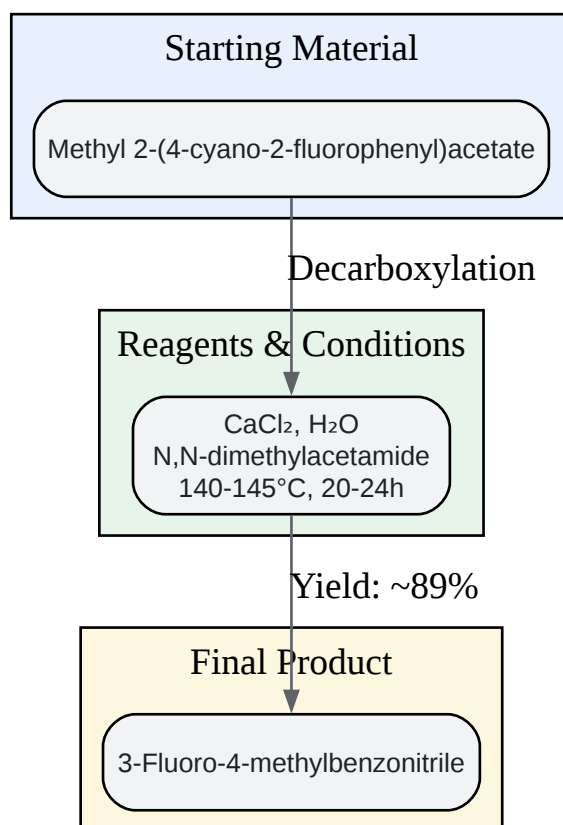 Starting Material
Methyl 2-(4-cyano-2-fluorophenyl)acetate
Decarboxylation
Reagents & Conditions
CaCl₂, H₂O
N,N-dimethylacetamide
140-145°C, 20-24h
Yield: ~89%
Final Product
3-Fluoro-4-methylbenzonitrile